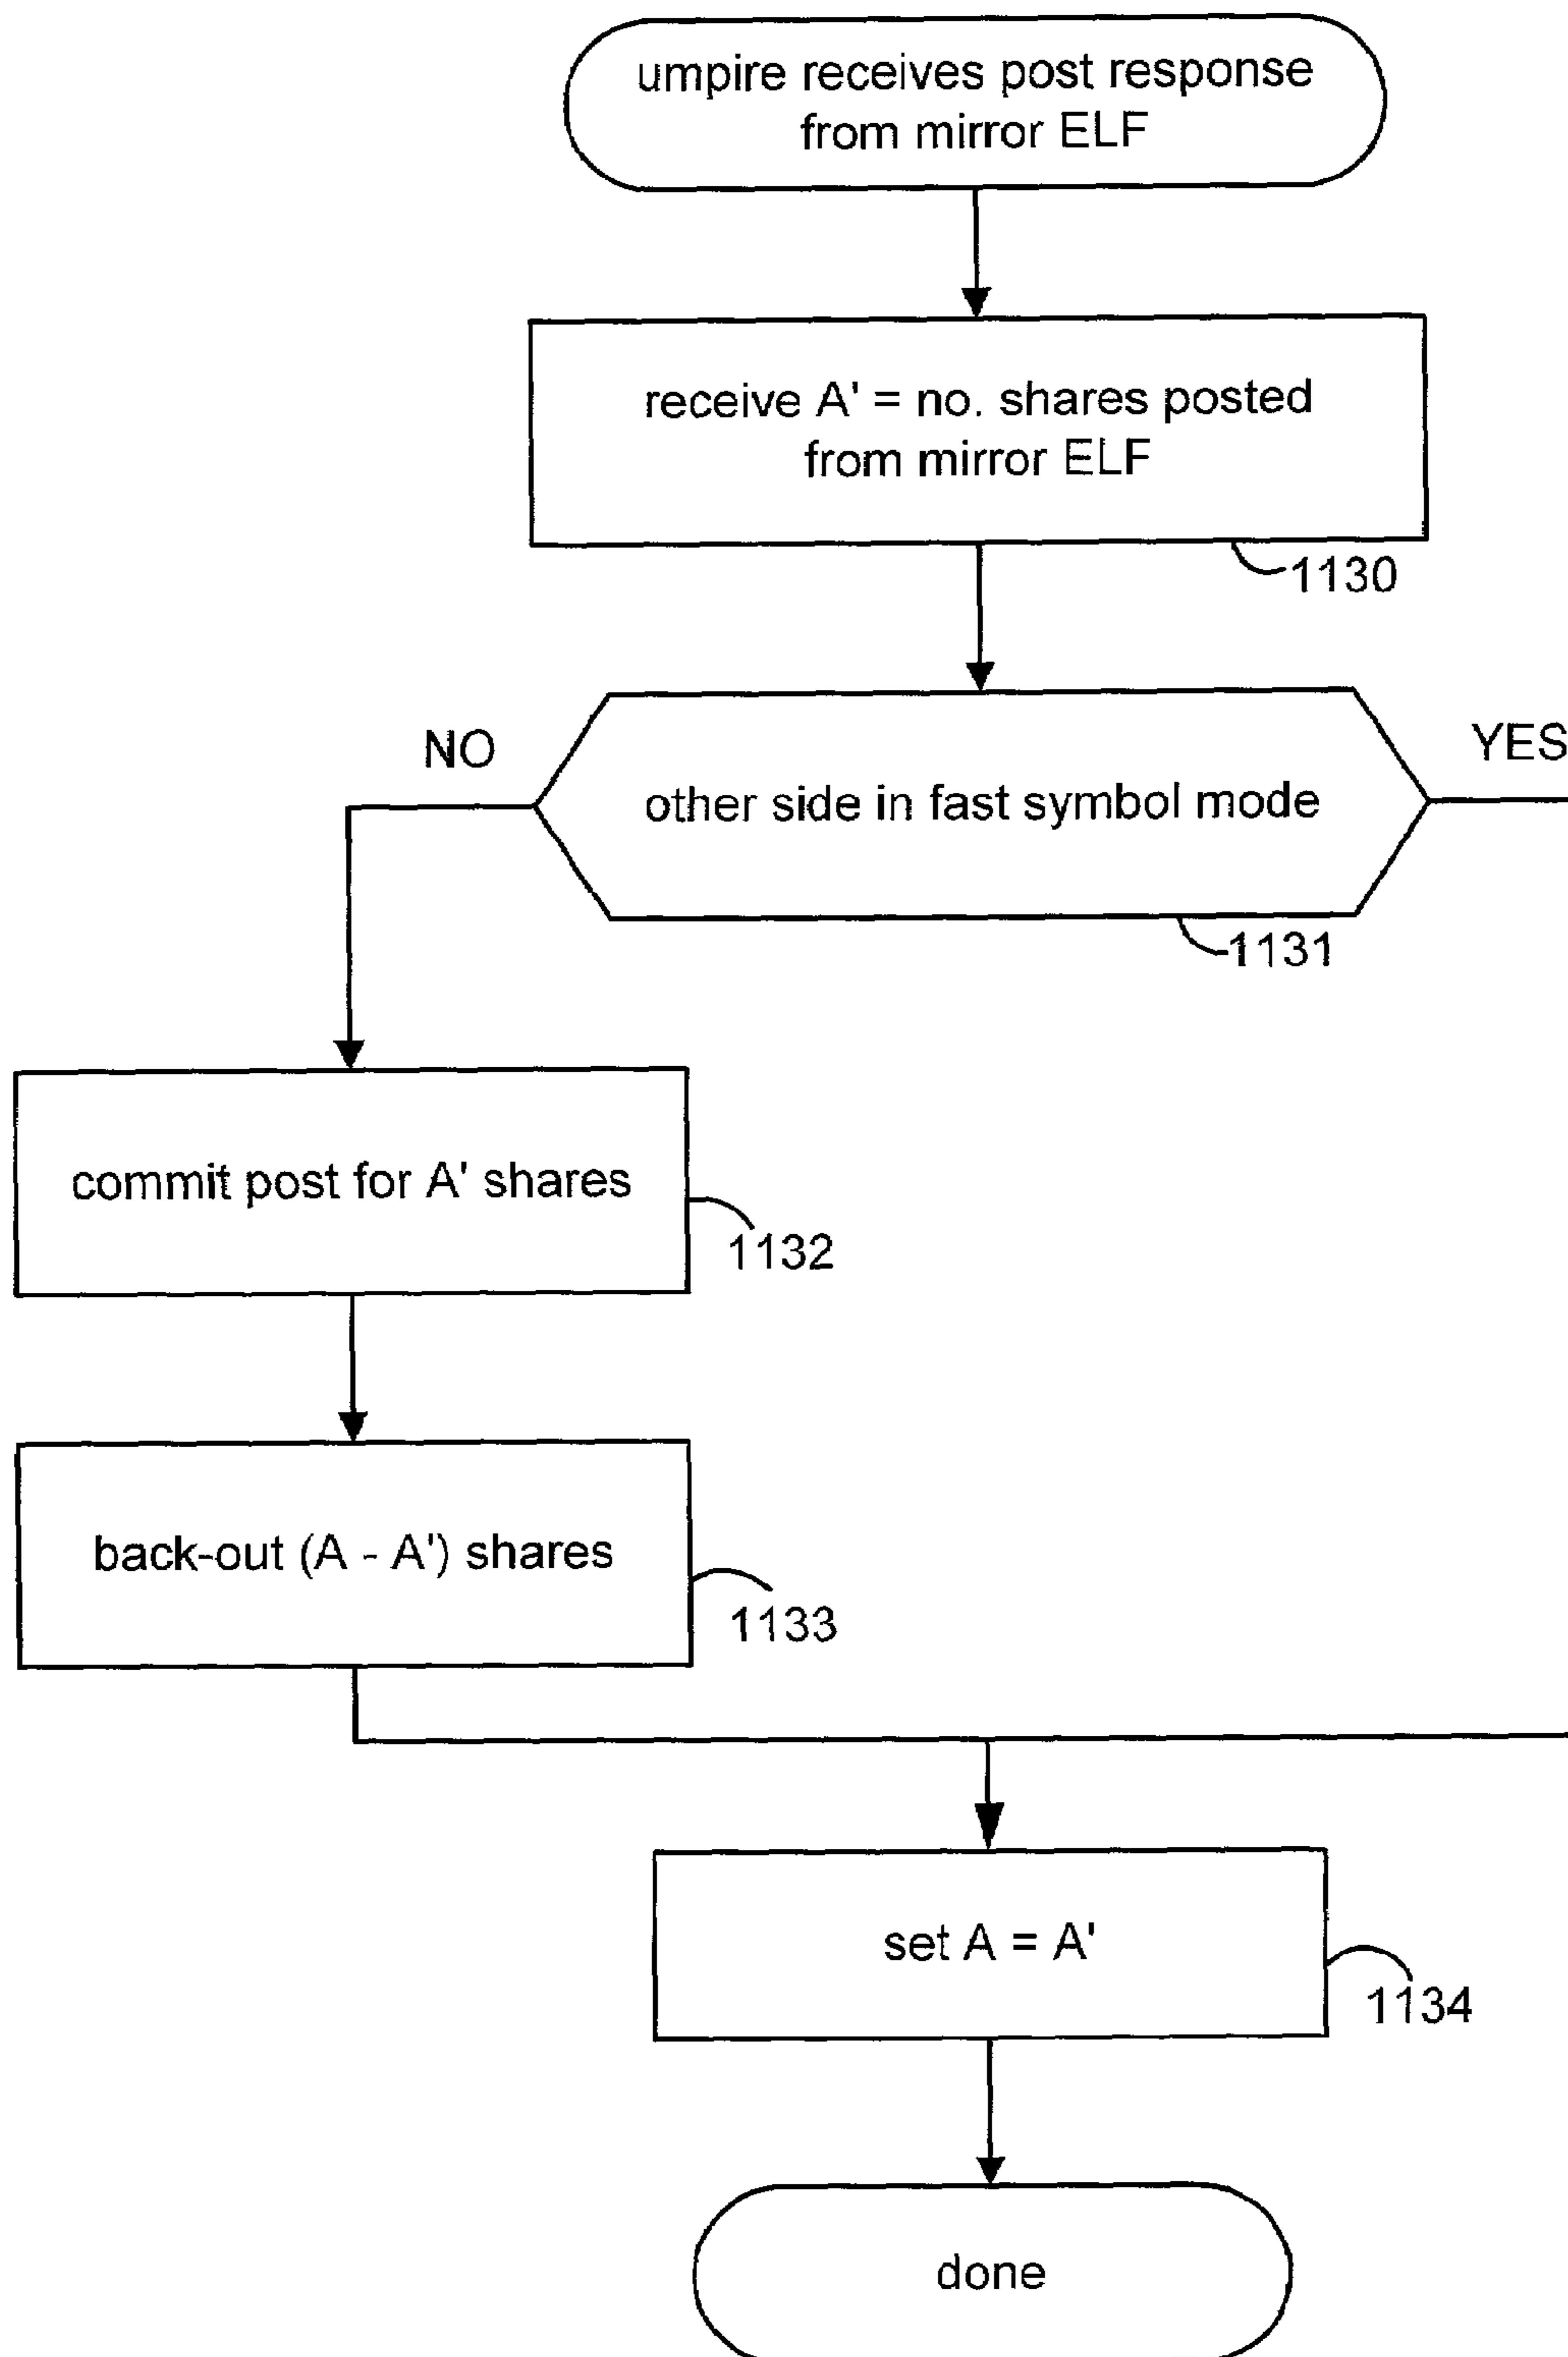 umpire receives post response
from mirror ELF
receive A' = no. shares posted
from mirror ELF
1130
NO
YES
other side in fast symbol mode
1131
commit post for A' shares
1132
back-out (A - A') shares
1133
set A = A'
1134
done